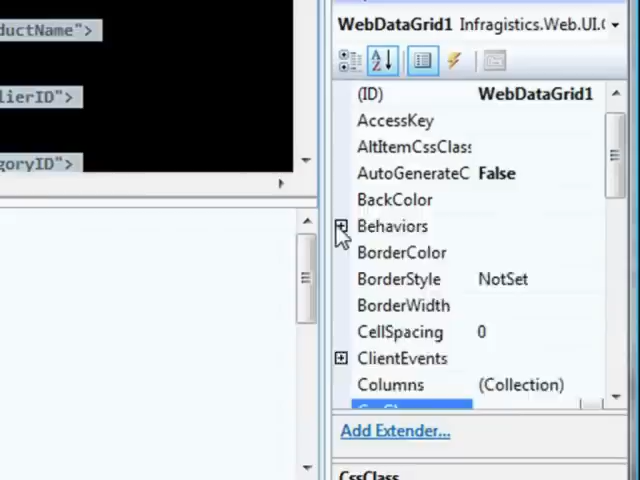 ductName">
lierID">
goryID">
WebDataGrid1 Infragistics.Web.UI.
(ID) WebDataGrid1
AccessKey
AltItemCssClass
AutoGenerateC False
BackColor
Behaviors
BorderColor
BorderStyle NotSet
BorderWidth
CellSpacing 0
ClientEvents
Columns (Collection)
Add Extender...
CssClass